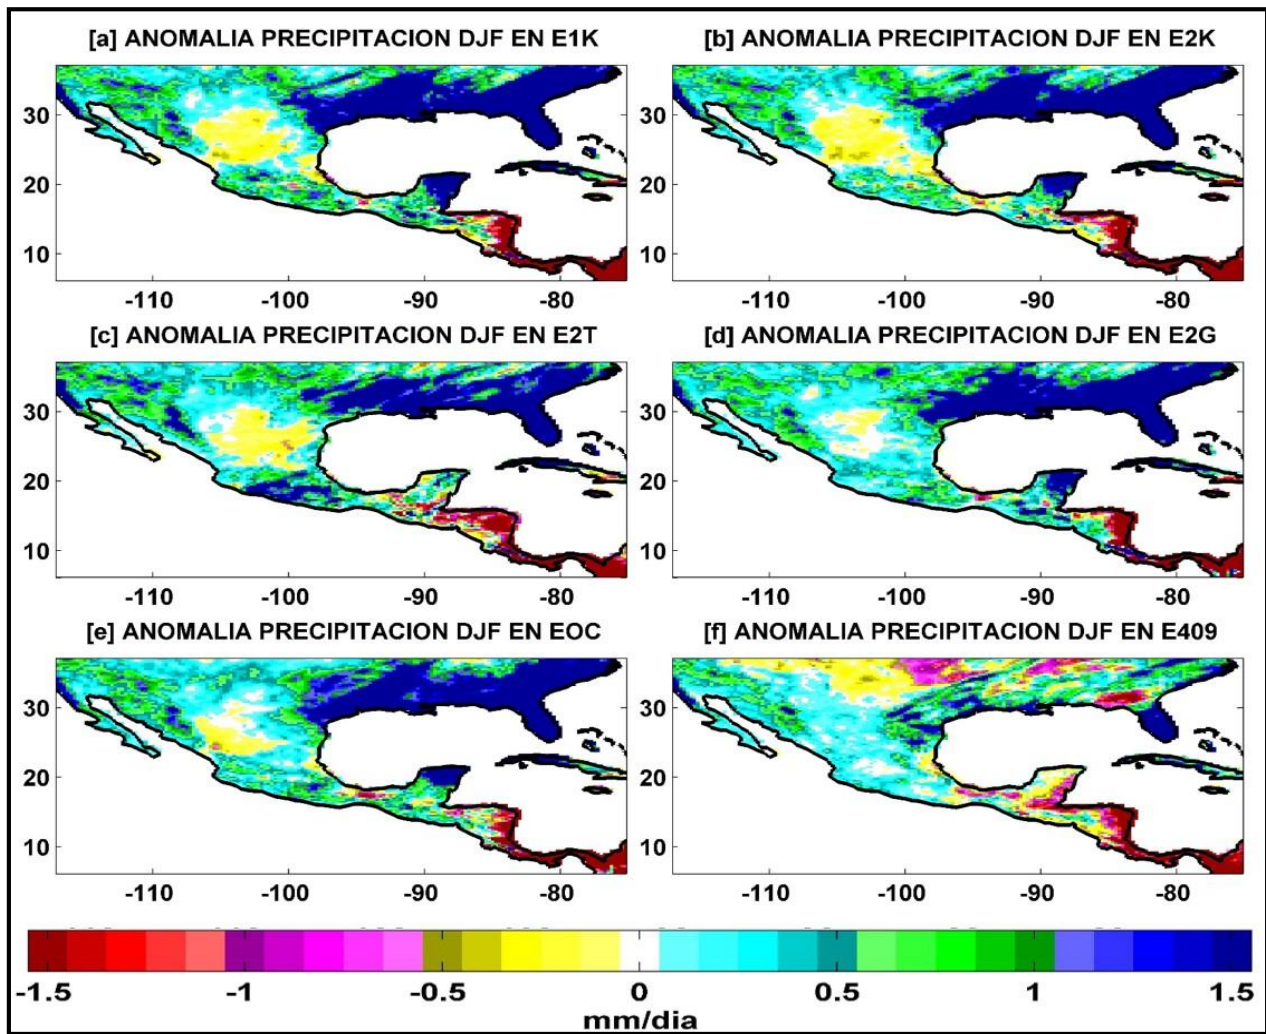 [a] ANOMALIA PRECIPITACION DJF EN E1K
[b] ANOMALIA PRECIPITACION DJF EN E2K
30
20
10
-110 -100 -90 -80
30
20
10
-110 -100 -90 -80
[c] ANOMALIA PRECIPITACION DJF EN E2T
[d] ANOMALIA PRECIPITACION DJF EN E2G
30
20
10
-110 -100 -90 -80
30
20
10
-110 -100 -90 -80
[e] ANOMALIA PRECIPITACION DJF EN EOC
[f] ANOMALIA PRECIPITACION DJF EN E409
30
20
10
-110 -100 -90 -80
30
20
10
-110 -100 -90 -80
-1.5 -1 -0.5 0 0.5 1 1.5
mm/dia